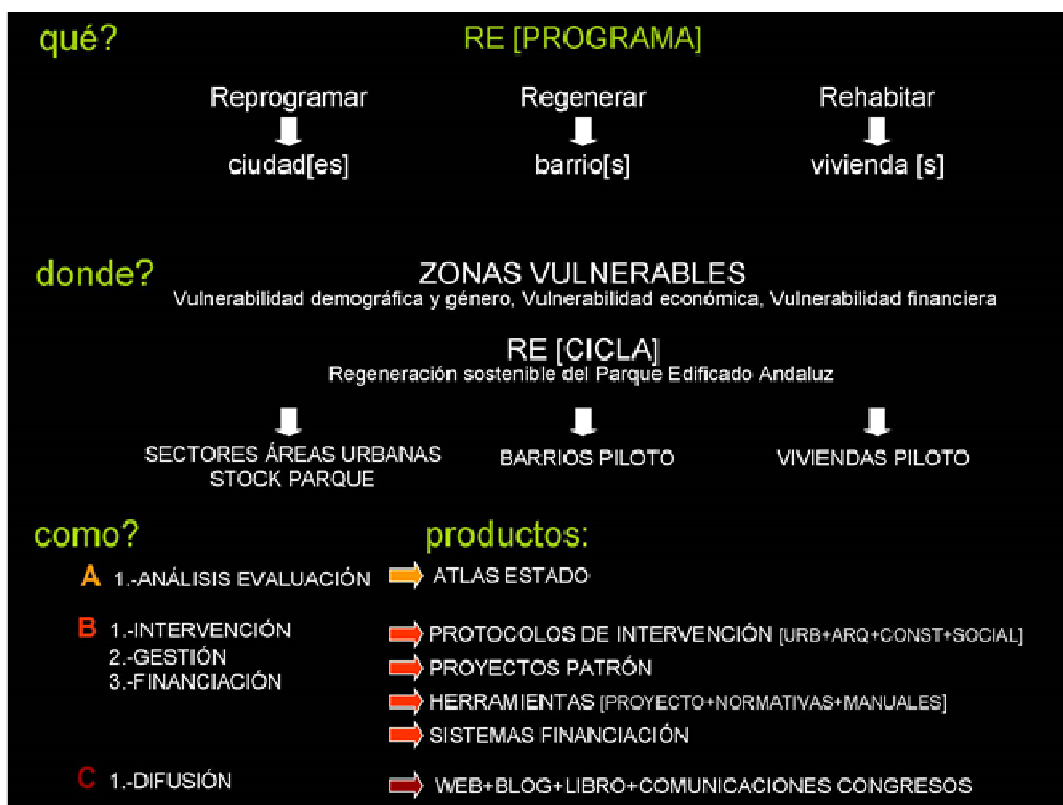 qué? RE [PROGRAMA]
Reprogramar Regenerar Rehabitar
ciudad[es] barrio[s] vivienda [s]
donde? ZONAS VULNERABLES
Vulnerabilidad demográfica y género, Vulnerabilidad económica, Vulnerabilidad financiera
RE [CICLA]
Regeneración sostenible del Parque Edificado Andaluz
SECTORES ÁREAS URBANAS BARRIOS PILOTO VIVIENDAS PILOTO
STOCK PARQUE
como? productos:
A 1.-ANÁLISIS EVALUACIÓN ATLAS ESTADO
B 1.-INTERVENCIÓN PROTOCOLOS DE INTERVENCIÓN [URB+ARQ+CONST+SOCIAL]
2.-GESTIÓN PROYECTOS PATRÓN
3.-FINANCIACIÓN HERRAMIENTAS [PROYECTO+NORMATIVAS+MANUALES]
SISTEMAS FINANCIACIÓN
C 1.-DIFUSIÓN WEB+BLOG+LIBRO+COMUNICACIONES CONGRESOS